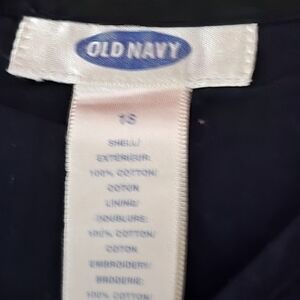 OLD NAVY
18
SHELL/
EXTÉRIEUR:
100% COTTON/
COTON
LINING/
DOUBLURE:
100% COTTON/
COTON
EMBROIDERY/
BRODERIE:
100% COTTON/